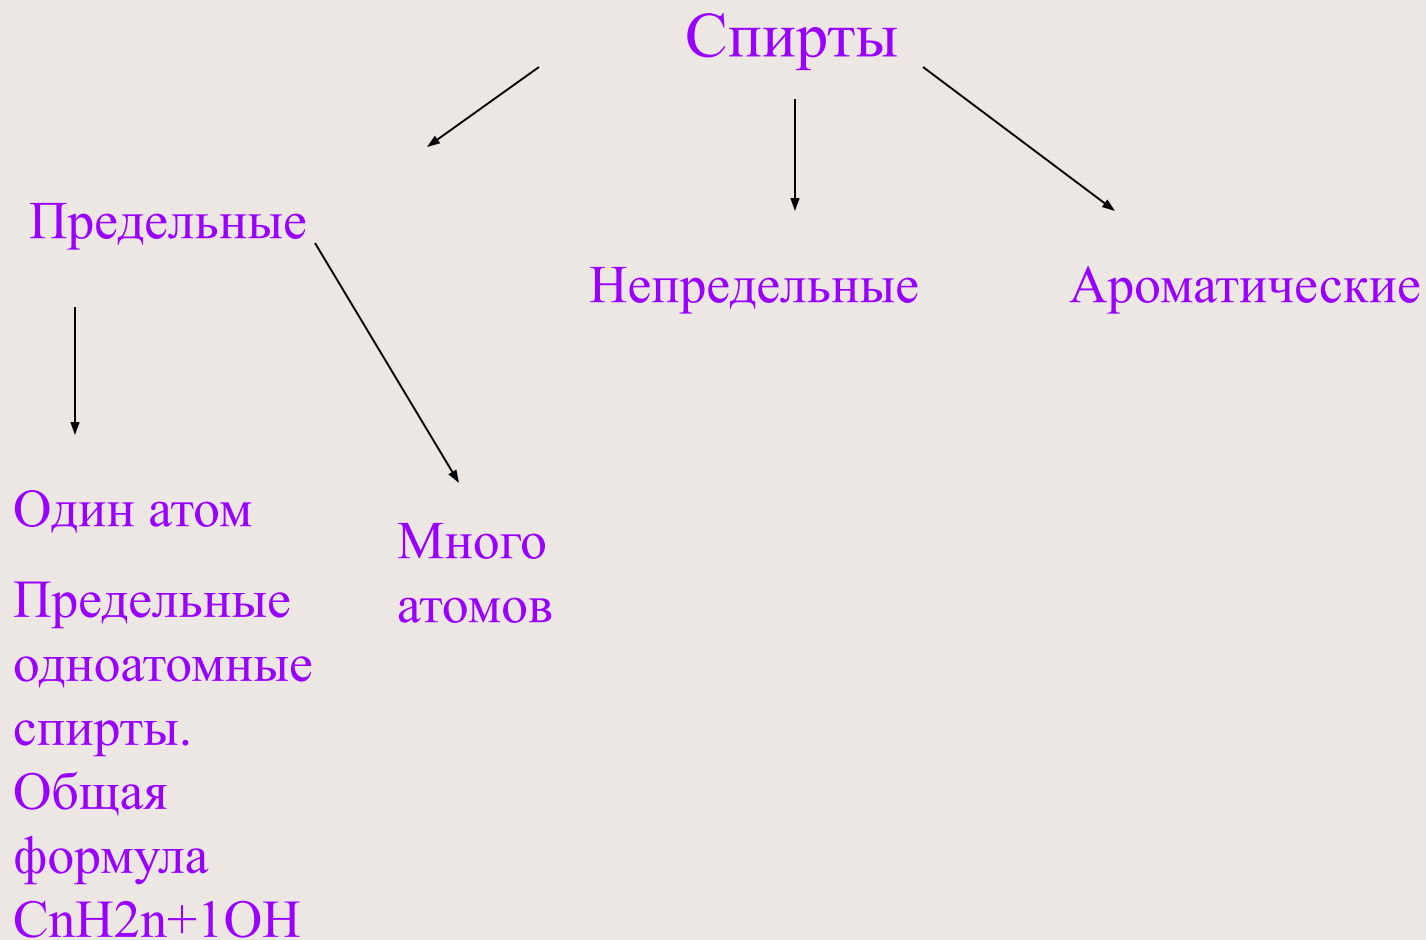 Спирты
Предельные
Непредельные
Ароматические
Один атом
Предельные
одноатомные
спирты.
Общая
формула
CnH2n+1OH
Много
атомов